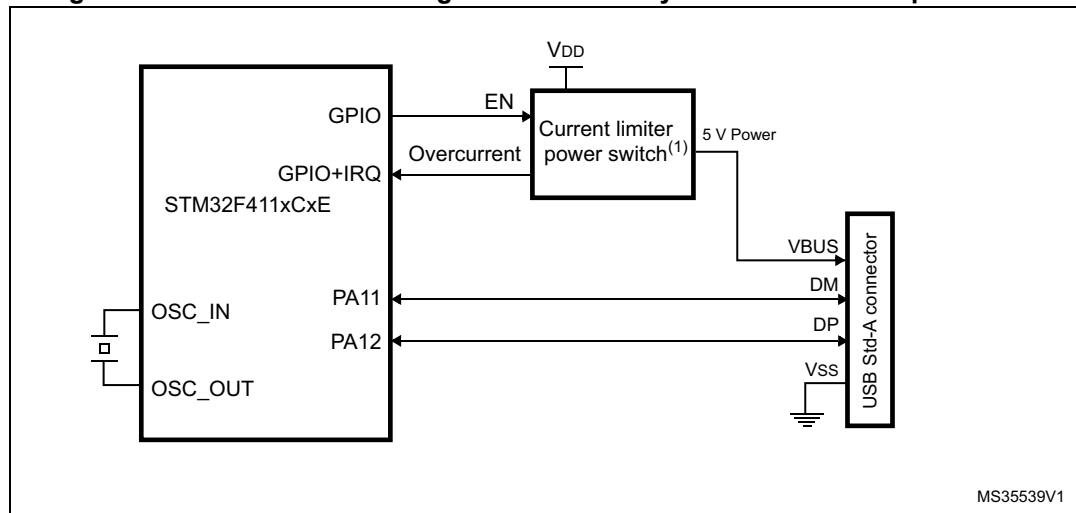 VDD
GPIO
EN
Current limiter
power switch(1)
5 V Power
Overcurrent
GPIO+IRQ
STM32F411xCxE
VBUS
DM
PA11
OSC_IN
DP
PA12
VSS
OSC_OUT
USB Std-A connector
MS35539V1